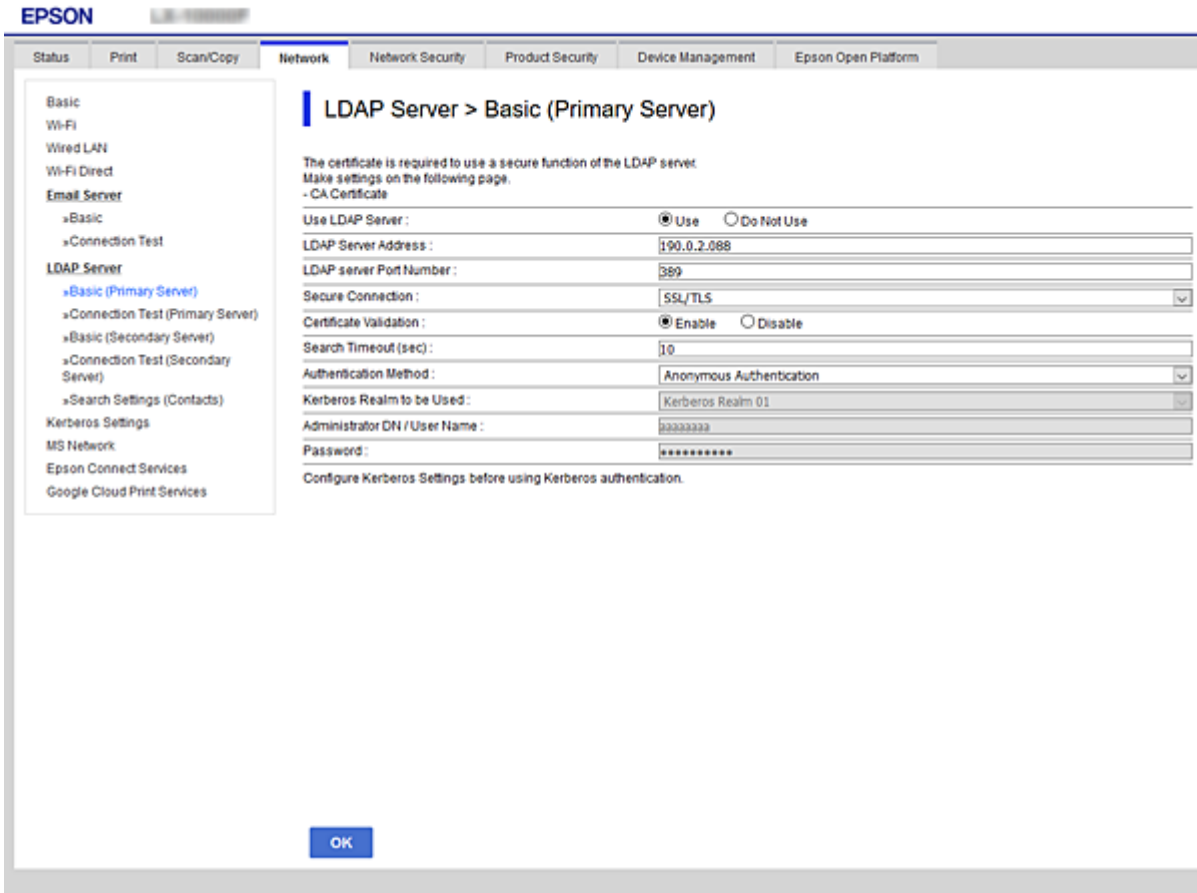 EPSON
Status Print Scan/Copy Network Network Security Product Security Device Management Epson Open Platform
Basic
Wi-Fi
Wired LAN
Wi-Fi Direct
Email Server
»Basic
»Connection Test
LDAP Server
»Basic (Primary Server)
»Connection Test (Primary Server)
»Basic (Secondary Server)
»Connection Test (Secondary
Server)
»Search Settings (Contacts)
Kerberos Settings
MS Network
Epson Connect Services
Google Cloud Print Services
LDAP Server > Basic (Primary Server)
The certificate is required to use a secure function of the LDAP server.
Make settings on the following page.
- CA Certificate
Use LDAP Server : Use Do Not Use
LDAP Server Address : 190.0.2.088
LDAP server Port Number : 389
Secure Connection : SSL/TLS
Certificate Validation : Enable Disable
Search Timeout (sec) : 10
Authentication Method : Anonymous Authentication
Kerberos Realm to be Used : Kerberos Realm 01
Administrator DN / User Name : aaaaaaaa
Password : ••••••••••
Configure Kerberos Settings before using Kerberos authentication.
OK